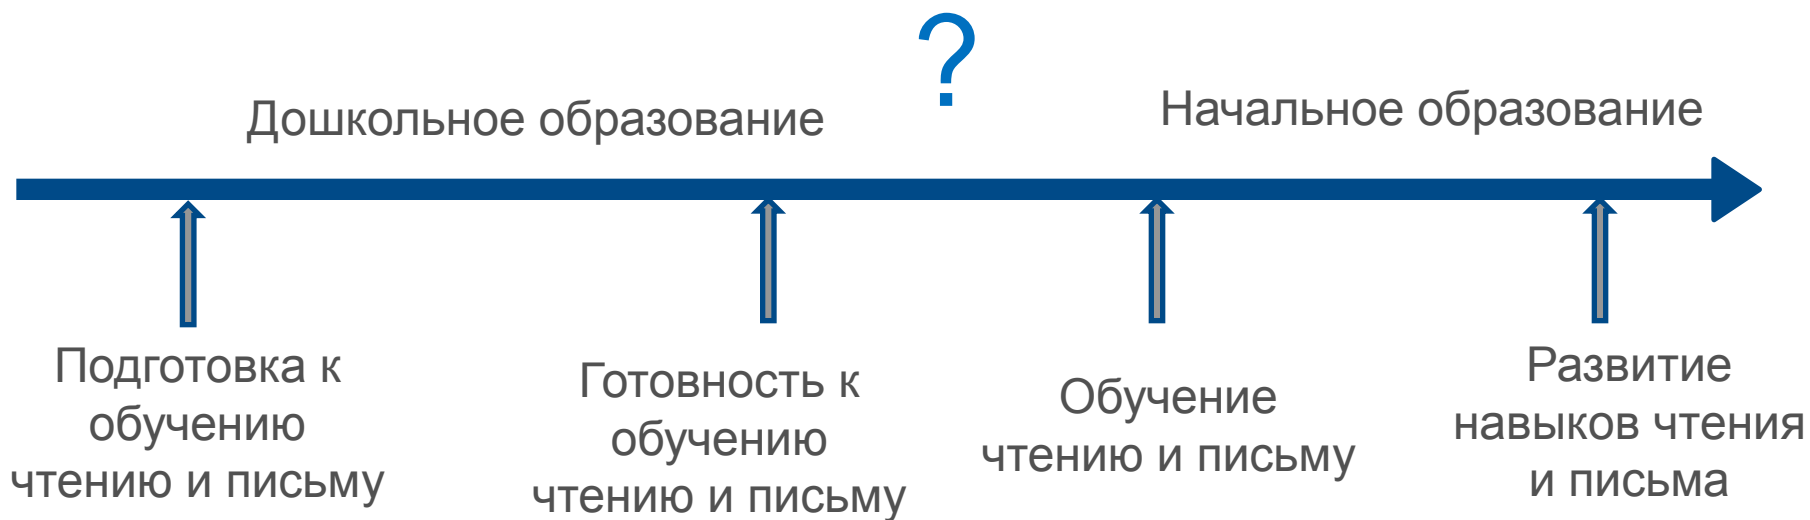 ?
Дошкольное образование
Начальное образование
Подготовка к
обучению
чтению и письму
Готовность к
обучению
чтению и письму
Обучение
чтению и письму
Развитие
навыков чтения
и письма